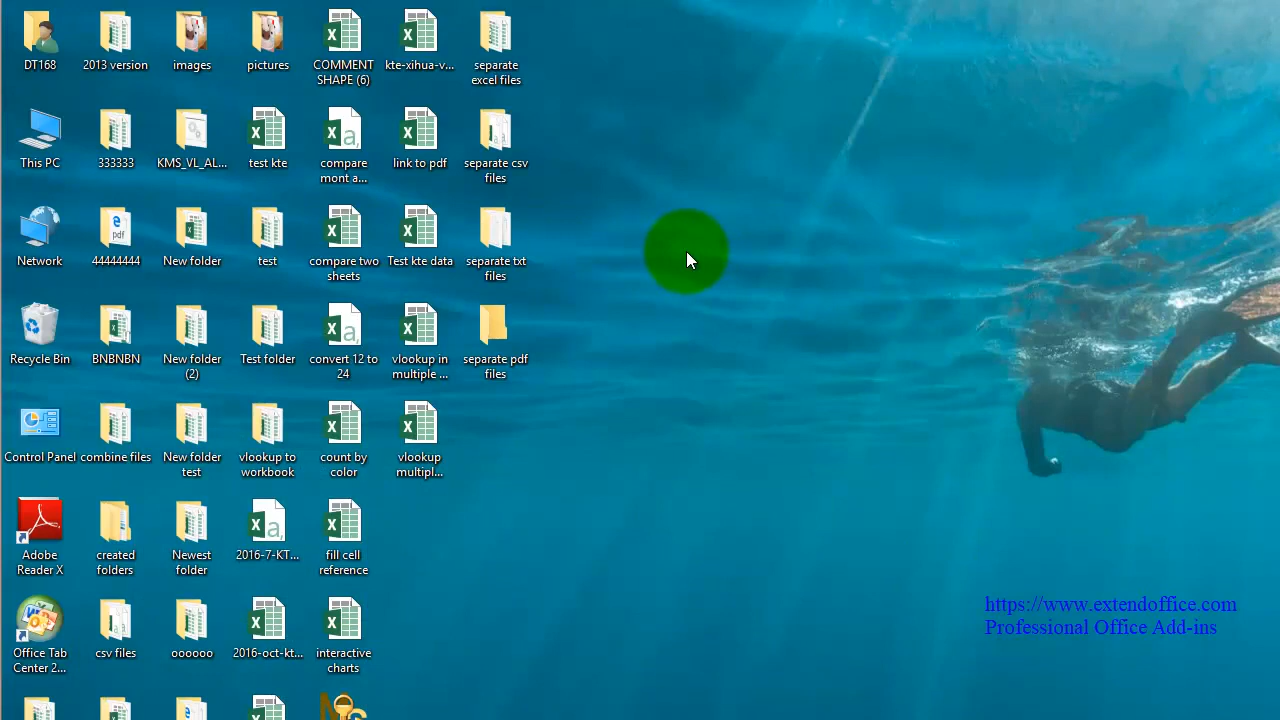 DT168
2013 version
images
pictures
COMMENT
SHAPE (6)
kte-xihua-v...
separate
excel files
This PC
333333
KMS_VL_AL...
test kte
compare
mont a...
link to pdf
separate csv
files
Network
44444444
New folder
test
compare two
sheets
Test kte data
separate txt
files
Recycle Bin
BNBNBN
New folder
(2)
Test folder
convert 12 to
24
vlookup in
multiple ...
separate pdf
files
Control Panel
combine files
New folder
test
vlookup to
workbook
count by
color
vlookup
multipl...
Adobe
Reader X
created
folders
Newest
folder
2016-7-KT...
fill cell
reference
Office Tab
Center 2...
csv files
oooooo
2016-oct-kt...
interactive
charts
https://www.extendoffice.com
Professional Office Add-ins